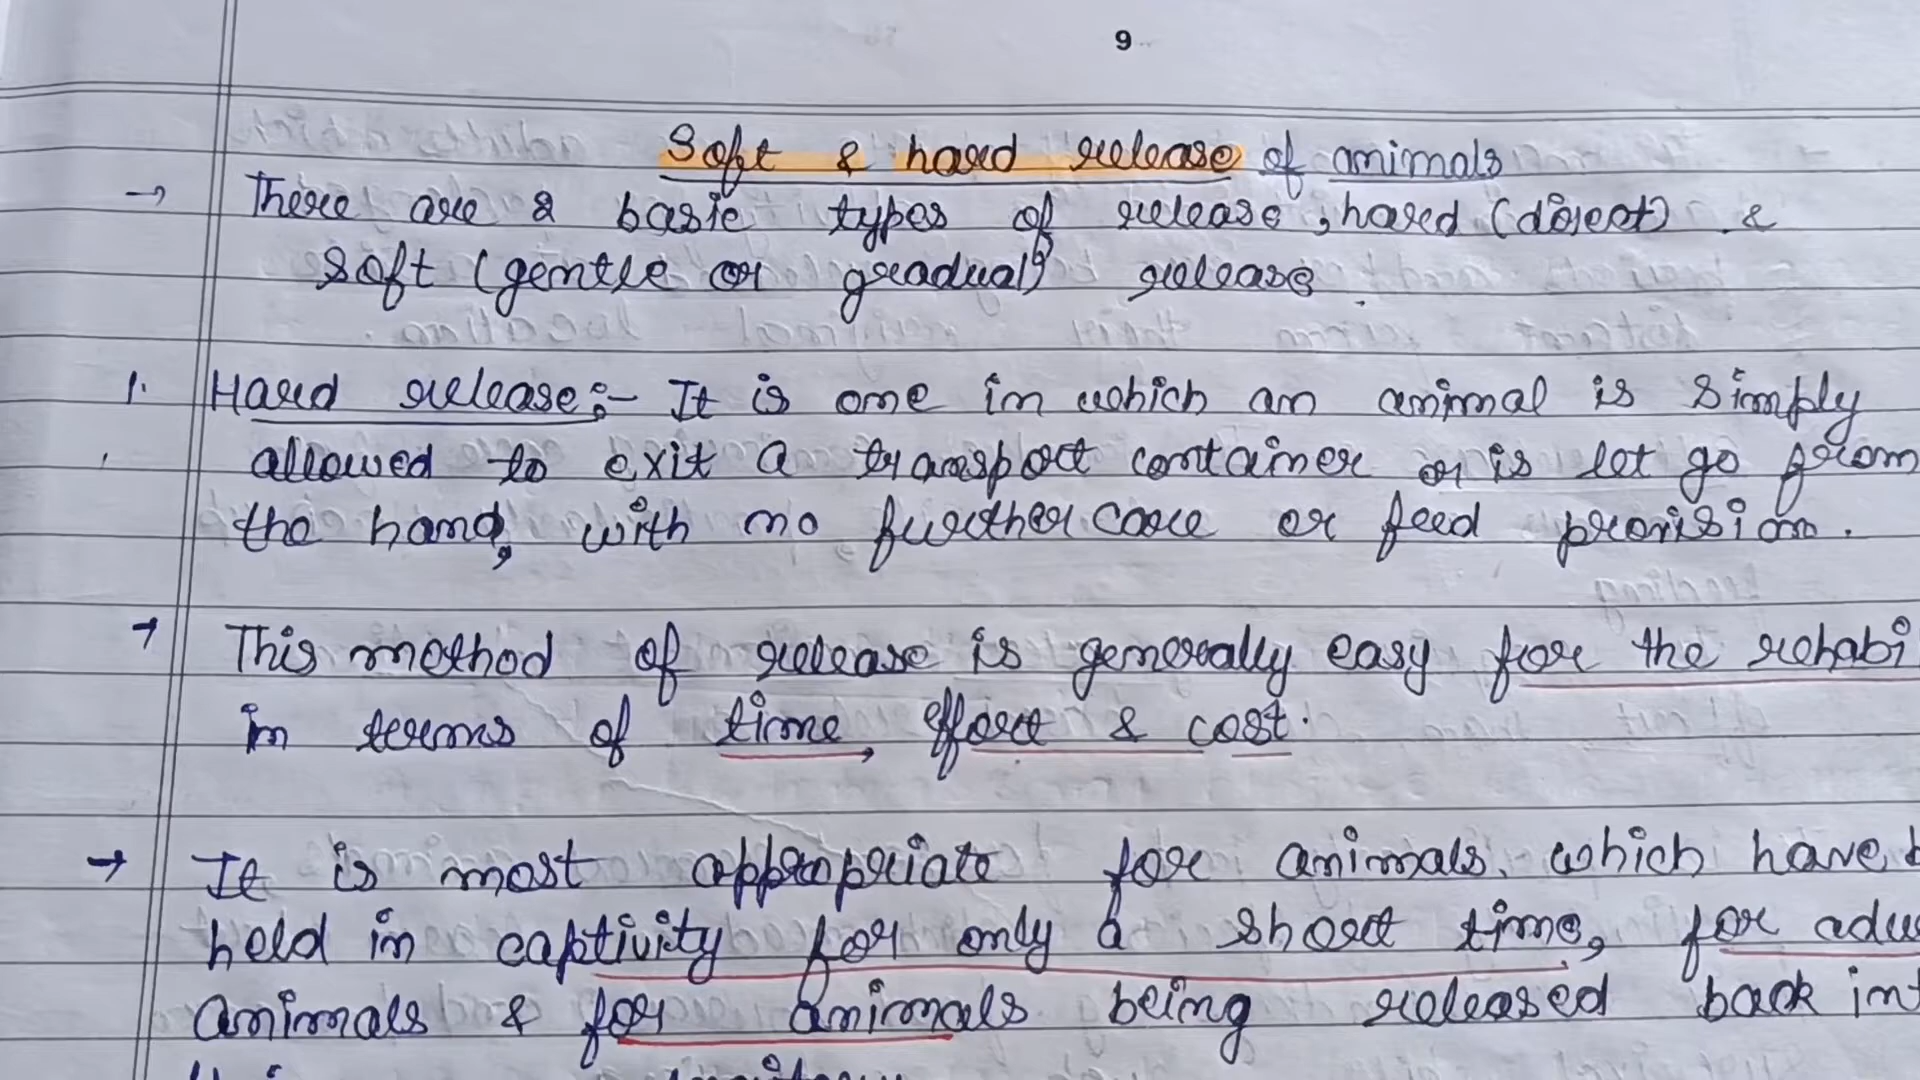 9
Soft & hard release of animals
→ There are 2 basic types of release, hard (direct) &
soft (gentle or gradual) release
1. Hard release:- It is one in which an animal is simply
allowed to exit a transport container or is let go from
the hand, with no further care or feed provision.
→ This method of release is generally easy for the rehabi
in terms of time, effort & cost.
→ It is most appropriate for animals, which have b
held in captivity for only a short time, for adu
animals & for animals being released back int